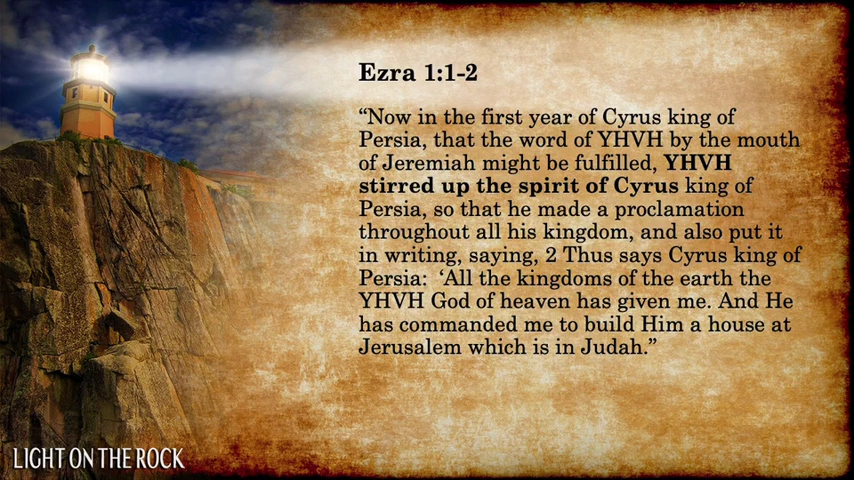 Ezra 1:1-2
“Now in the first year of Cyrus king of
Persia, that the word of YHVH by the mouth
of Jeremiah might be fulfilled, YHVH
stirred up the spirit of Cyrus king of
Persia, so that he made a proclamation
throughout all his kingdom, and also put it
in writing, saying, 2 Thus says Cyrus king of
Persia:  ‘All the kingdoms of the earth the
YHVH God of heaven has given me. And He
has commanded me to build Him a house at
Jerusalem which is in Judah.”
LIGHT ON THE ROCK